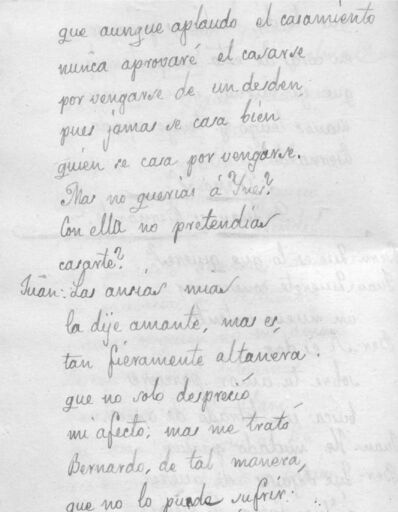 que aunque aplaudo el casamiento
nunca aprovaré el casarse
por vengarse de un desden
pues jamas se casa bien
quien se casa por vengarse.
Mas no querias á Ynes?
Con ella no pretendias
casarte?
Juan: Las ansias mias
la dije amante, mas es
tan fieramente altanera
que no solo despreció
mi afecto; mas me trató
Bernardo, de tal manera,
que no lo puede sufrir: